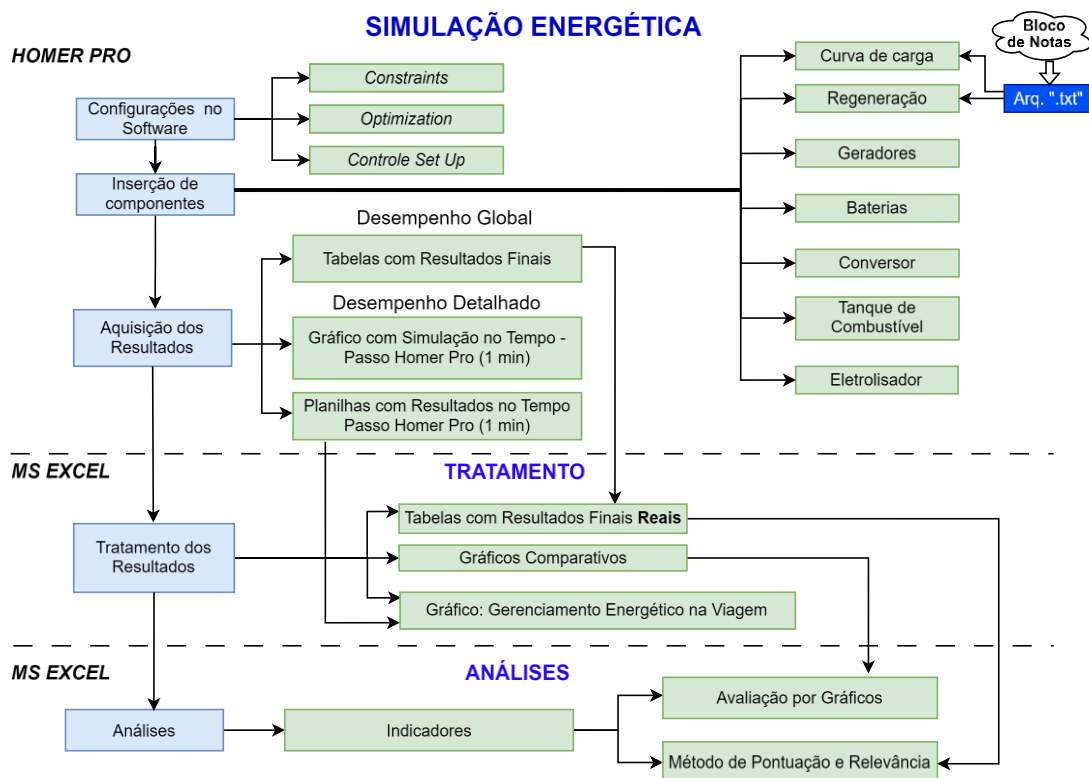 SIMULAÇÃO ENERGÉTICA
HOMER PRO
Bloco
de Notas
Arq. ".txt"
Configurações no
Software
Constraints
Optimization
Controle Set Up
Curva de carga
Regeneração
Geradores
Baterias
Conversor
Tanque de
Combustível
Eletrolisador
Inserção de
componentes
Desempenho Global
Tabelas com Resultados Finais
Desempenho Detalhado
Aquisição dos
Resultados
Gráfico com Simulação no Tempo -
Passo Homer Pro (1 min)
Planilhas com Resultados no Tempo
Passo Homer Pro (1 min)
MS EXCEL
TRATAMENTO
Tratamento dos
Resultados
Tabelas com Resultados Finais Reais
Gráficos Comparativos
Gráfico: Gerenciamento Energético na Viagem
MS EXCEL
ANÁLISES
Análises
Indicadores
Avaliação por Gráficos
Método de Pontuação e Relevância